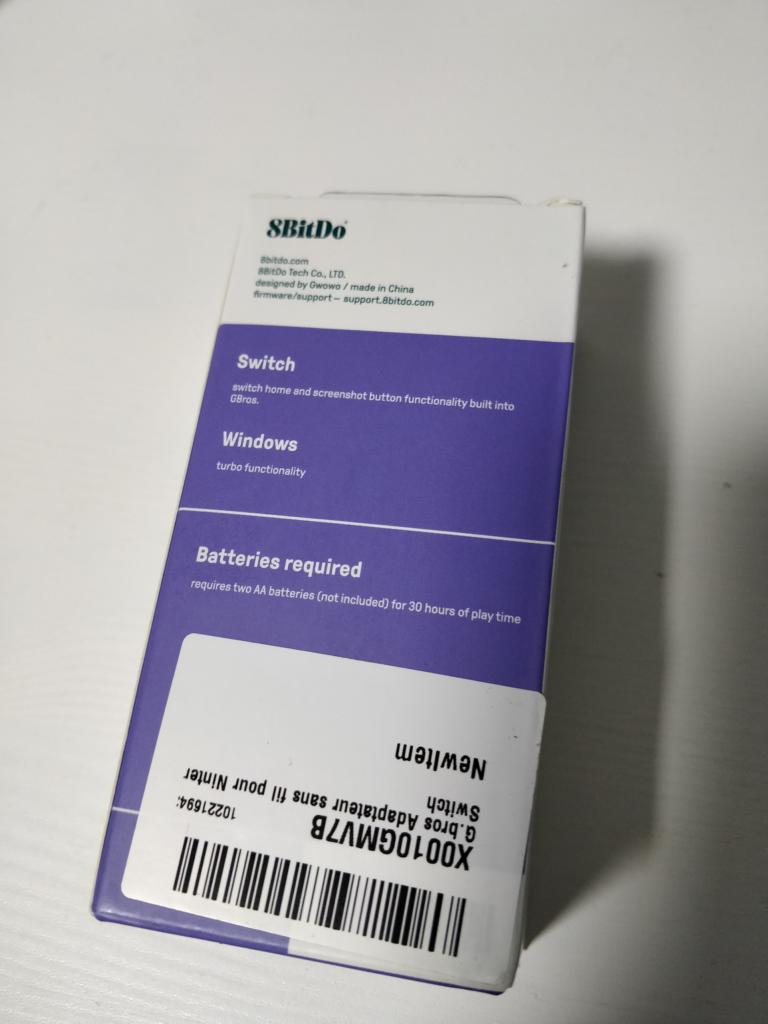 8BitDo
8bitdo.com
8BitDo Tech Co., LTD.
designed by Gwowo / made in China
firmware/support — support.8bitdo.com
Switch
switch home and screenshot button functionality built into
GBros.
Windows
turbo functionality
Batteries required
requires two AA batteries (not included) for 30 hours of play time
X0010GMV7B
G.bros Adaptateur sans fil pour Ninter
Switch
10221694:
NewItem